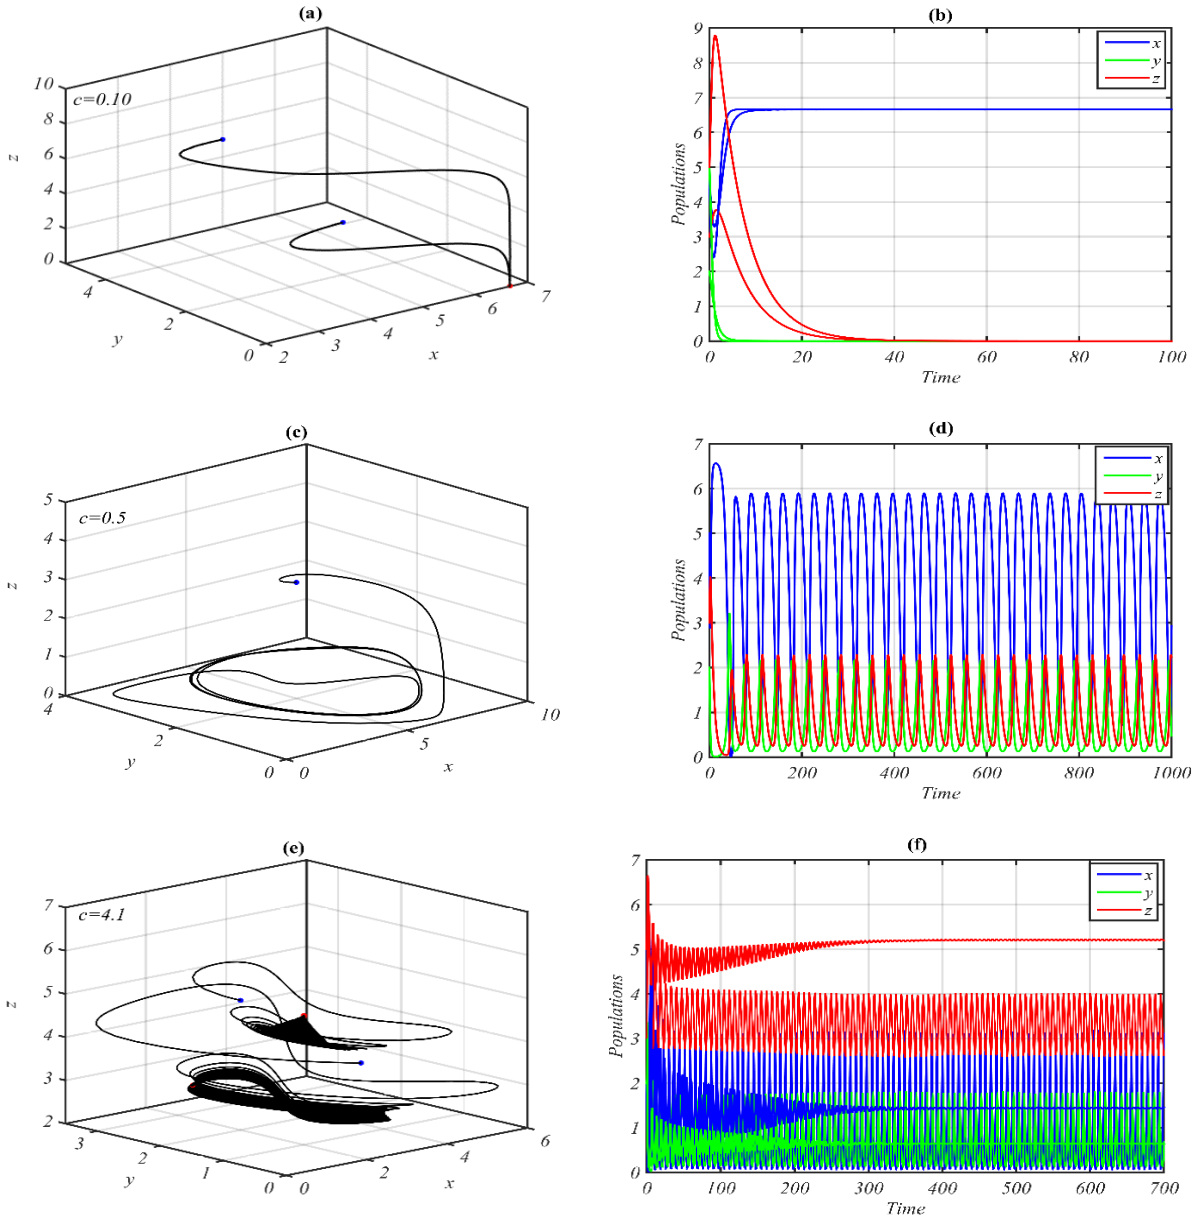 (a)
c=0.10
10
8
6
4
2
0
z
4
2
0
y
2
3
4
5
6
7
x
(b)
9
8
7
6
5
4
3
2
1
0
Populations
0 20 40 60 80 100
Time
x
y
z
(c)
c=0.5
5
4
3
2
1
0
z
4
2
0
y
0
5
10
x
(d)
7
6
5
4
3
2
1
0
Populations
0 200 400 600 800 1000
Time
x
y
z
(e)
c=4.1
7
6
5
4
3
2
z
3
2
1
0
y
0
2
4
6
x
(f)
7
6
5
4
3
2
1
0
Populations
0 100 200 300 400 500 600 700
Time
x
y
z